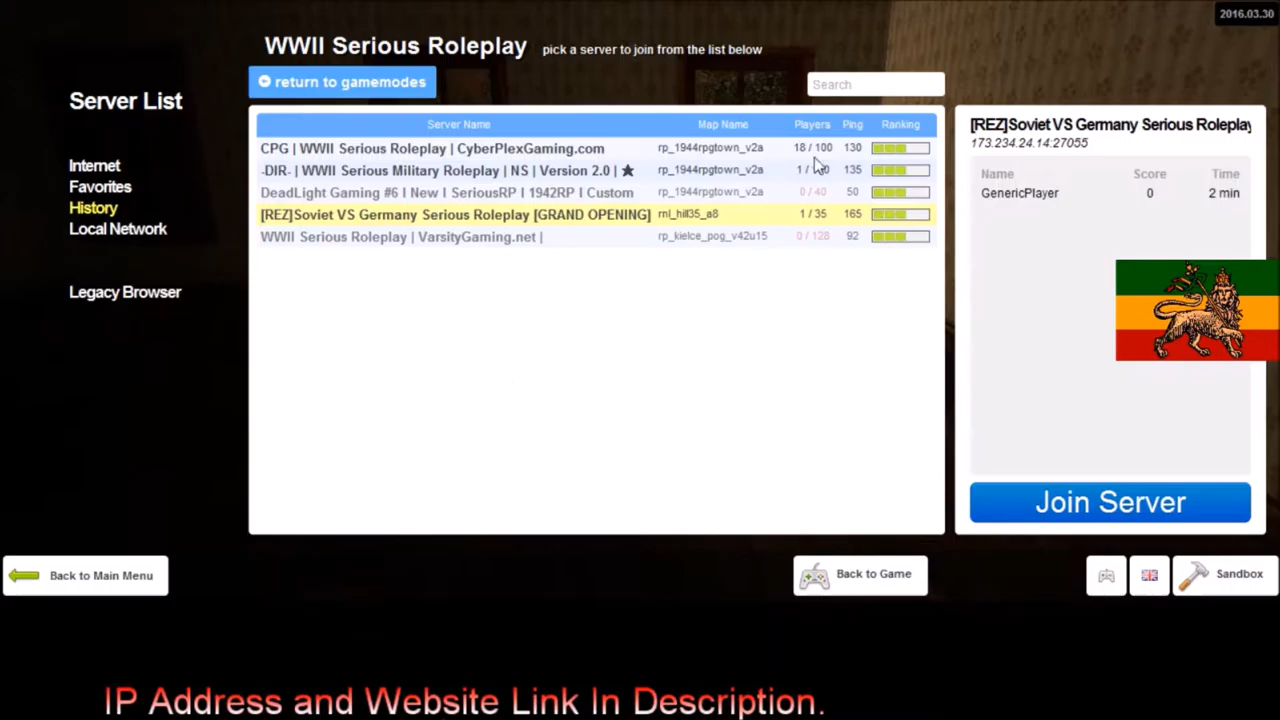 2016.03.30
WWII Serious Roleplay pick a server to join from the list below
return to gamemodes
Search
Server List
Internet
Favorites
History
Local Network
Legacy Browser
Server Name Map Name Players Ping Ranking
CPG | WWII Serious Roleplay | CyberPlexGaming.com rp_1944rpgtown_v2a 18 / 100 130
-DIR- | WWII Serious Military Roleplay | NS | Version 2.0 | ★ rp_1944rpgtown_v2a 1 / 135
DeadLight Gaming #6 I New I SeriousRP I 1942RP I Custom rp_1944rpgtown_v2a 0 / 40 50
[REZ]Soviet VS Germany Serious Roleplay [GRAND OPENING] rnl_hill35_a8 1 / 35 165
WWII Serious Roleplay | VarsityGaming.net | rp_kielce_pog_v42u15 0 / 128 92
[REZ]Soviet VS Germany Serious Roleplay
173.234.24.14:27055
Name Score Time
GenericPlayer 0 2 min
Join Server
Back to Main Menu
Back to Game
Sandbox
IP Address and Website Link In Description.